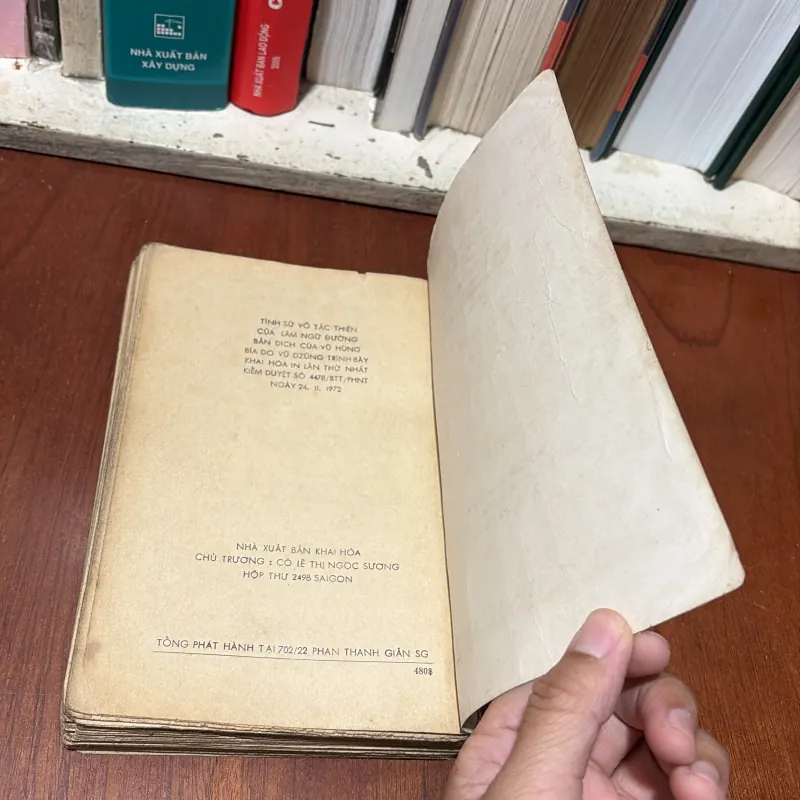 NHÀ XUẤT BẢN
XÂY DỰNG
NHÀ XUẤT BẢN LAO ĐỘNG
TÌNH SỬ VÕ TẮC THIÊN
CỦA LÂM NGỮ ĐƯỜNG
BẢN DỊCH CỦA VŨ HÙNG
BÌA DO VŨ DZŨNG TRÌNH BÀY
KHAI HÓA IN LẦN THỨ NHẤT
KIỂM DUYỆT SỐ 4478/BTT/PHNT
NGÀY 24. 11. 1972
NHÀ XUẤT BẢN KHAI HÓA
CHỦ TRƯƠNG : CÔ LÊ THỊ NGỌC SƯƠNG
HỘP THƯ 2498 SAIGON
TỔNG PHÁT HÀNH TẠI 702/22 PHAN THANH GIẢN SG
480$